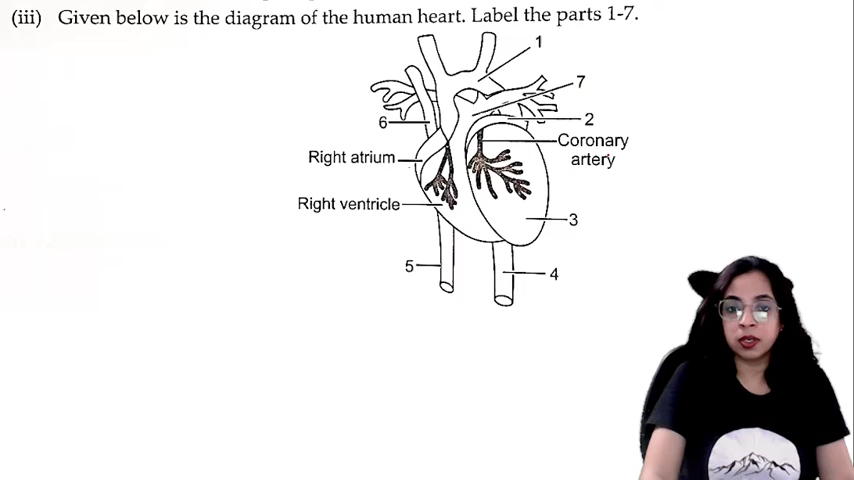 (iii) Given below is the diagram of the human heart. Label the parts 1-7.
1
7
6
2
Coronary
artery
Right atrium
Right ventricle
3
5
4